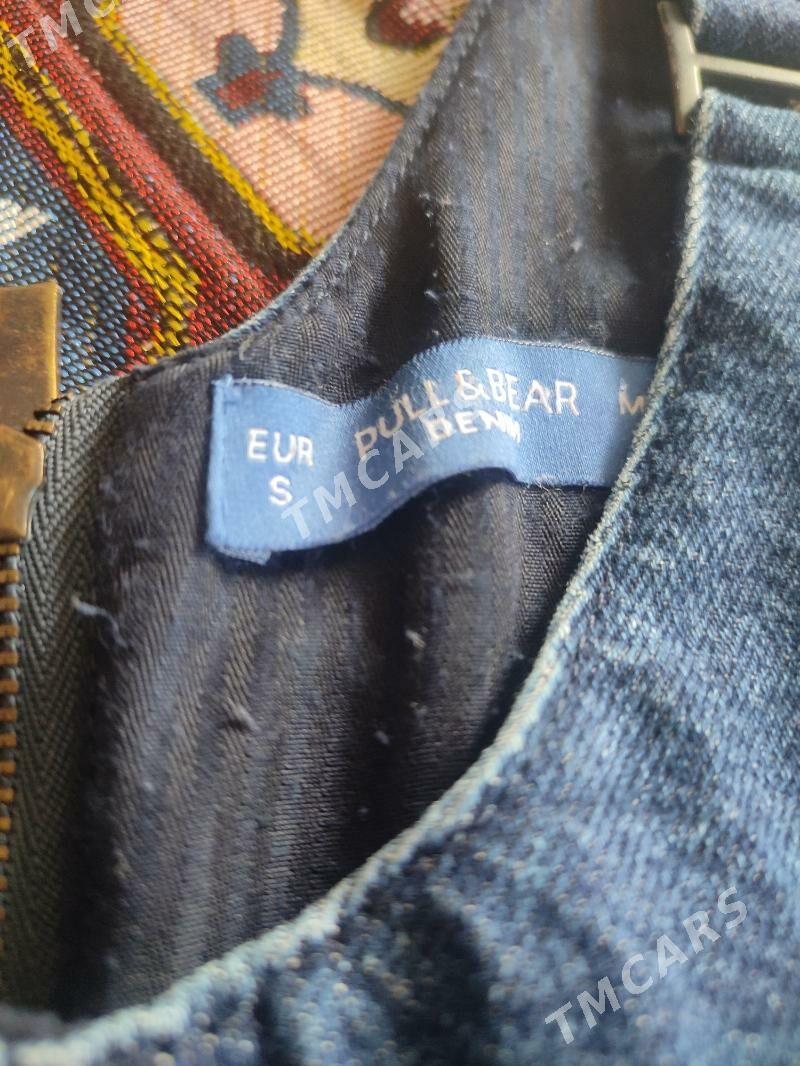 TMCARS
EUR
S
PULL & BEAR
DENIM
M
TMCARS
TMCARS